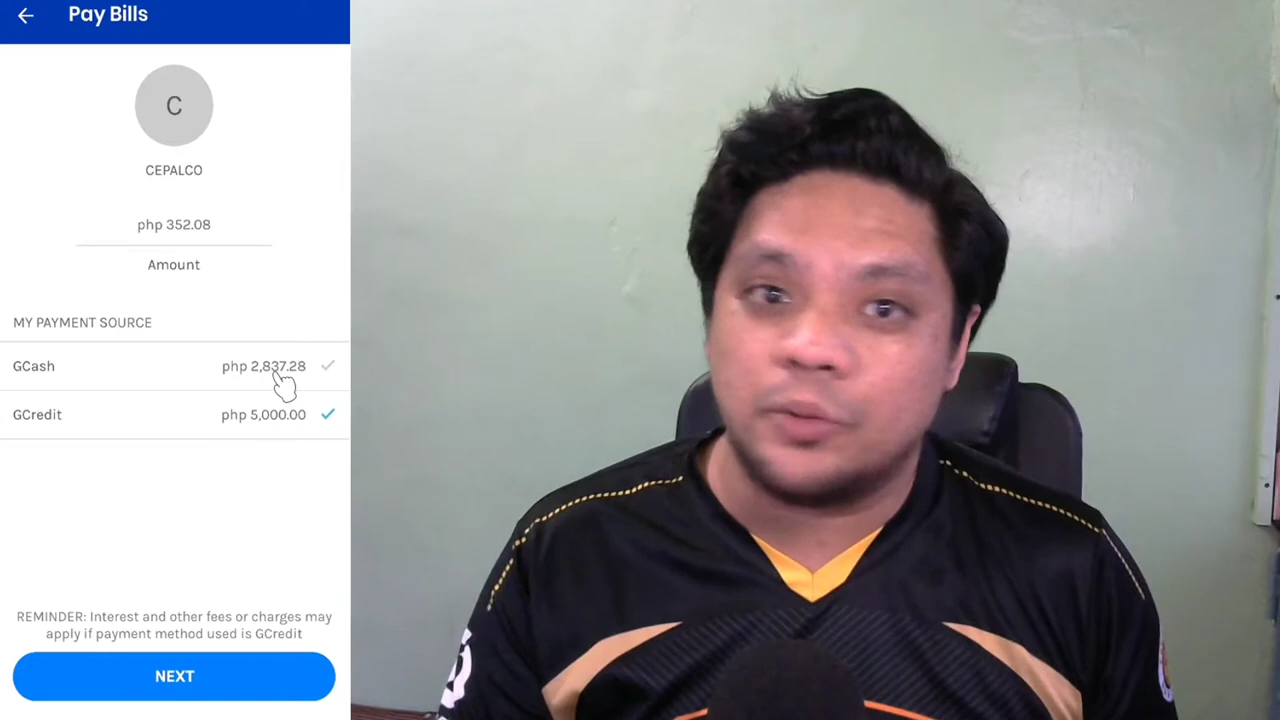 Pay Bills
C
CEPALCO
php 352.08
Amount
MY PAYMENT SOURCE
GCash php 2,837.28
GCredit php 5,000.00
REMINDER: Interest and other fees or charges may
apply if payment method used is GCredit
NEXT